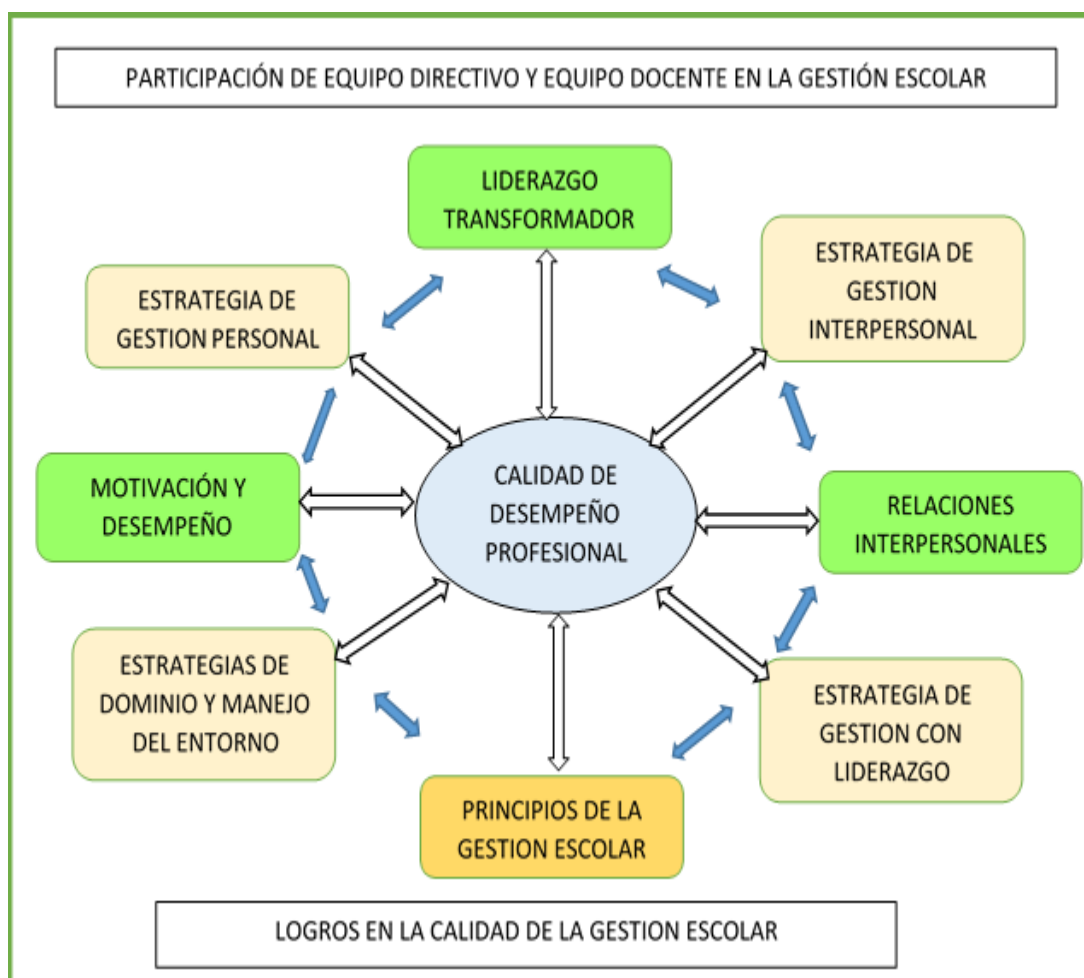 PARTICIPACIÓN DE EQUIPO DIRECTIVO Y EQUIPO DOCENTE EN LA GESTIÓN ESCOLAR
LIDERAZGO
TRANSFORMADOR
ESTRATEGIA DE
GESTION
INTERPERSONAL
ESTRATEGIA DE
GESTION PERSONAL
CALIDAD DE
DESEMPEÑO
PROFESIONAL
MOTIVACIÓN Y
DESEMPEÑO
RELACIONES
INTERPERSONALES
ESTRATEGIAS DE
DOMINIO Y MANEJO
DEL ENTORNO
ESTRATEGIA DE
GESTION CON
LIDERAZGO
PRINCIPIOS DE LA
GESTION ESCOLAR
LOGROS EN LA CALIDAD DE LA GESTION ESCOLAR